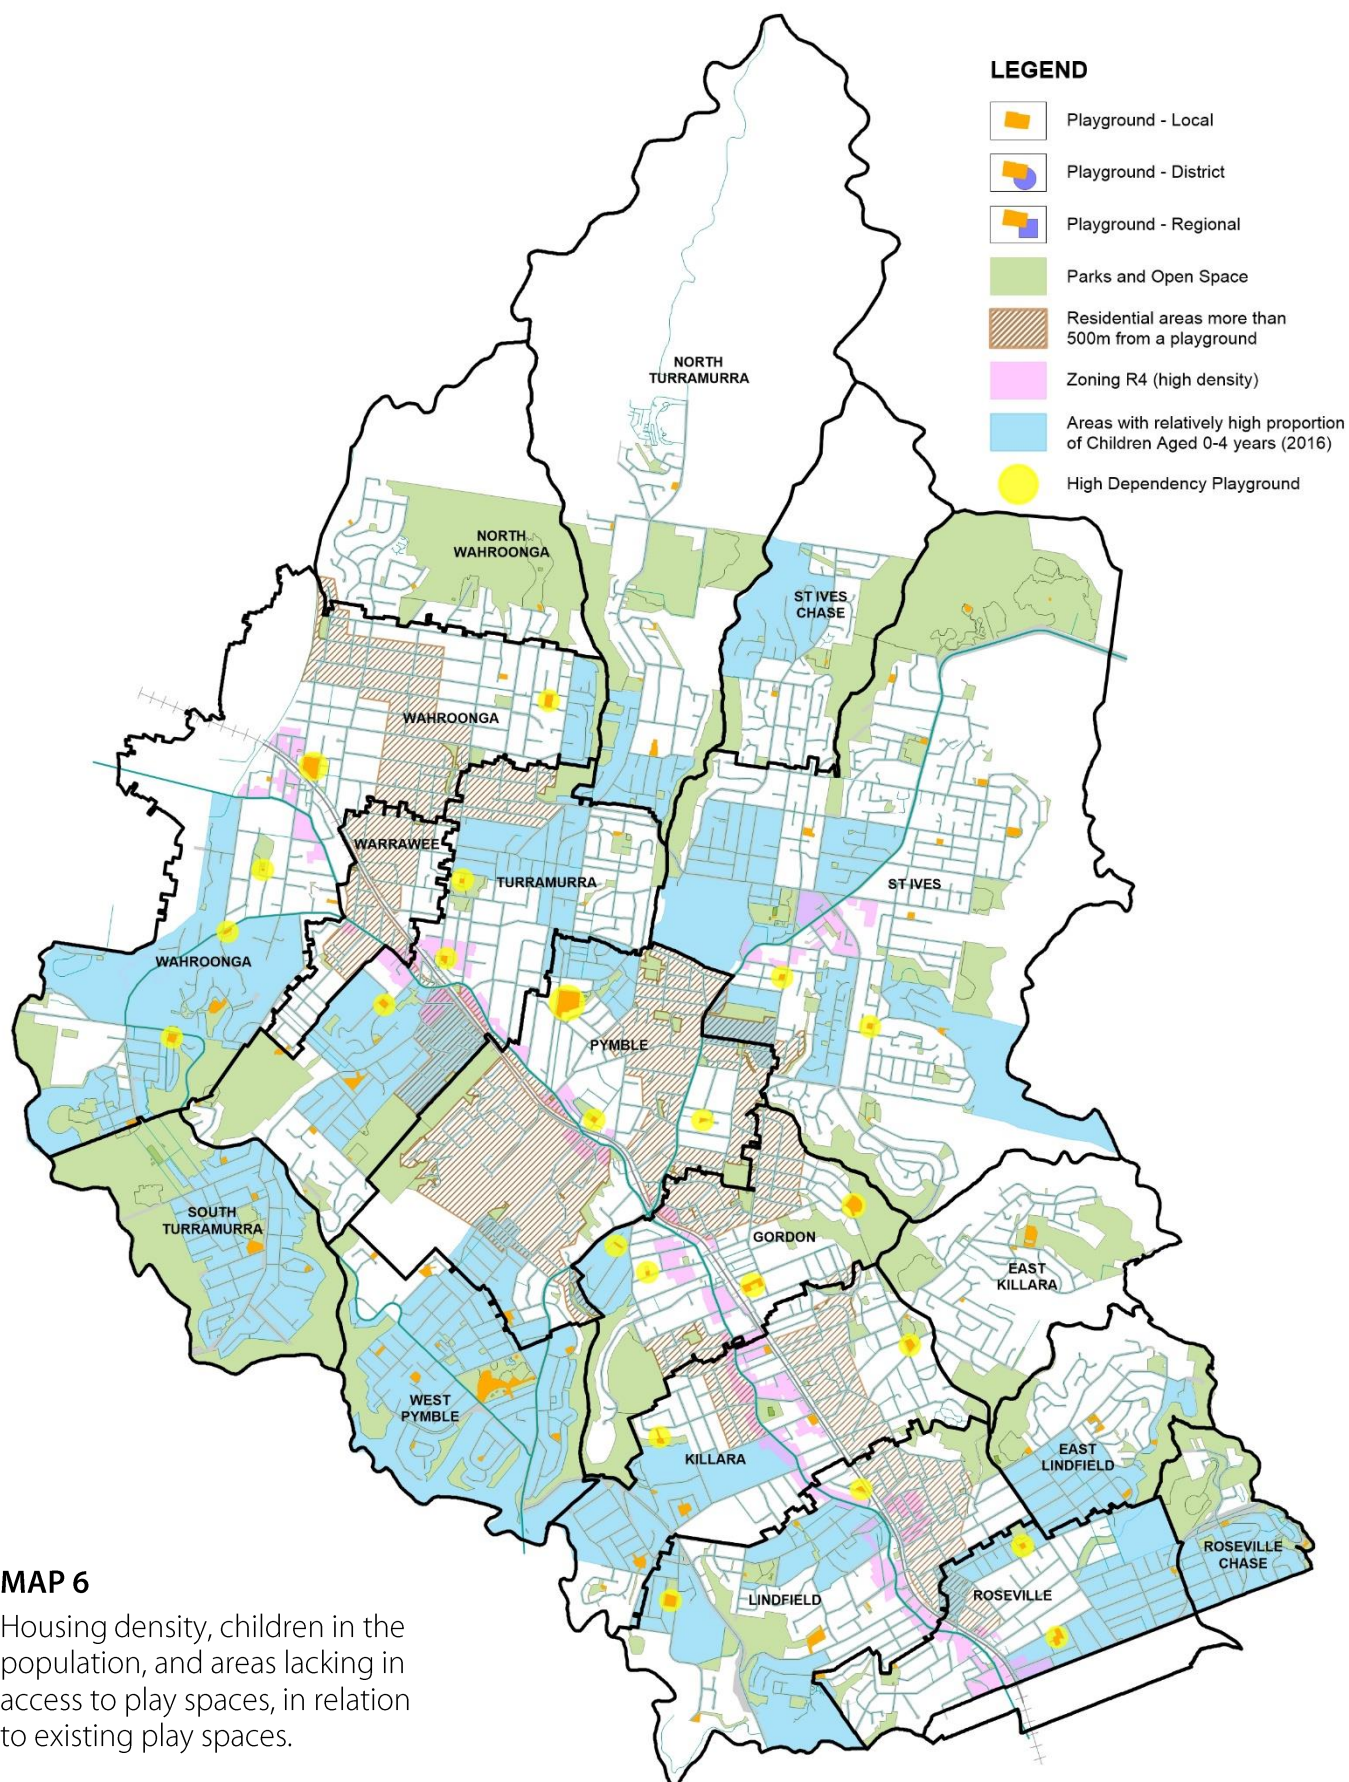 LEGEND
Playground - Local
Playground - District
Playground - Regional
Parks and Open Space
Residential areas more than
500m from a playground
Zoning R4 (high density)
Areas with relatively high proportion
of Children Aged 0-4 years (2016)
High Dependency Playground
NORTH
TURRAMURRA
NORTH
WAHROONGA
ST IVES
CHASE
WAHROONGA
WARRAWEE
TURRAMURRA
ST IVES
WAHROONGA
PYMBLE
SOUTH
TURRAMURRA
GORDON
EAST
KILLARA
WEST
PYMBLE
KILLARA
EAST
LINDFIELD
ROSEVILLE
CHASE
LINDFIELD
ROSEVILLE
MAP 6
Housing density, children in the
population, and areas lacking in
access to play spaces, in relation
to existing play spaces.